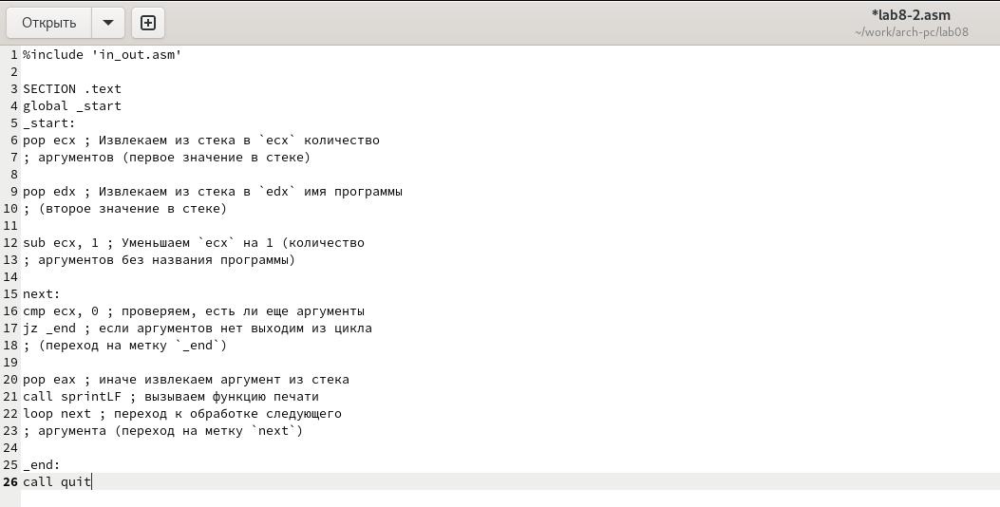 Открыть
*lab8-2.asm
~/work/arch-pc/lab08
1 %include 'in_out.asm'
2
3 SECTION .text
4 global _start
5 _start:
6 pop ecx ; Извлекаем из стека в `ecx` количество
7 ; аргументов (первое значение в стеке)
8
9 pop edx ; Извлекаем из стека в `edx` имя программы
10 ; (второе значение в стеке)
11
12 sub ecx, 1 ; Уменьшаем `ecx` на 1 (количество
13 ; аргументов без названия программы)
14
15 next:
16 cmp ecx, 0 ; проверяем, есть ли еще аргументы
17 jz _end ; если аргументов нет выходим из цикла
18 ; (переход на метку `_end`)
19
20 pop eax ; иначе извлекаем аргумент из стека
21 call sprintLF ; вызываем функцию печати
22 loop next ; переход к обработке следующего
23 ; аргумента (переход на метку `next`)
24
25 _end:
26 call quit